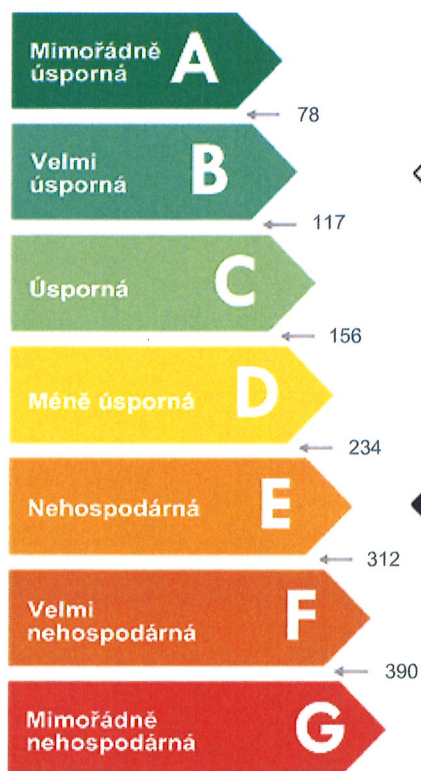 Mimořádně
úsporná
A
78
Velmi
úsporná
B
117
Úsporná
C
156
Méně úsporná
D
234
Nehospodárná
E
312
Velmi
nehospodárná
F
390
Mimořádně
nehospodárná
G